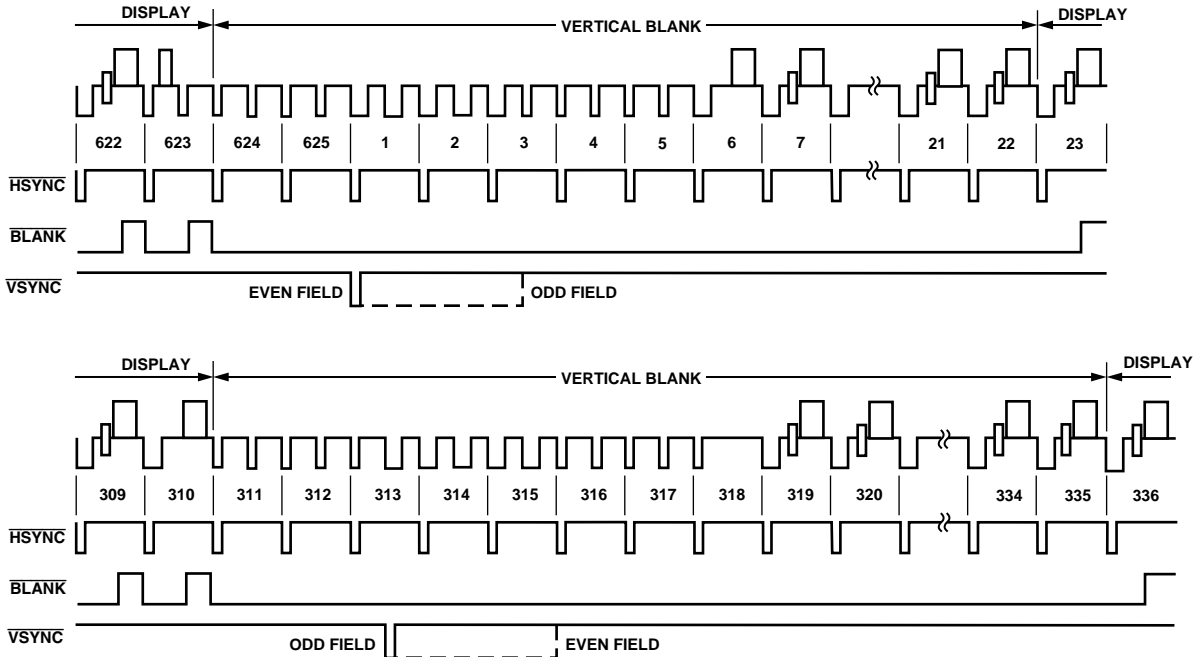 DISPLAY VERTICAL BLANK DISPLAY
622 623 624 625 1 2 3 4 5 6 7 21 22 23
HSYNC
BLANK
VSYNC
EVEN FIELD ODD FIELD
DISPLAY VERTICAL BLANK DISPLAY
309 310 311 312 313 314 315 316 317 318 319 320 334 335 336
HSYNC
BLANK
VSYNC
ODD FIELD EVEN FIELD